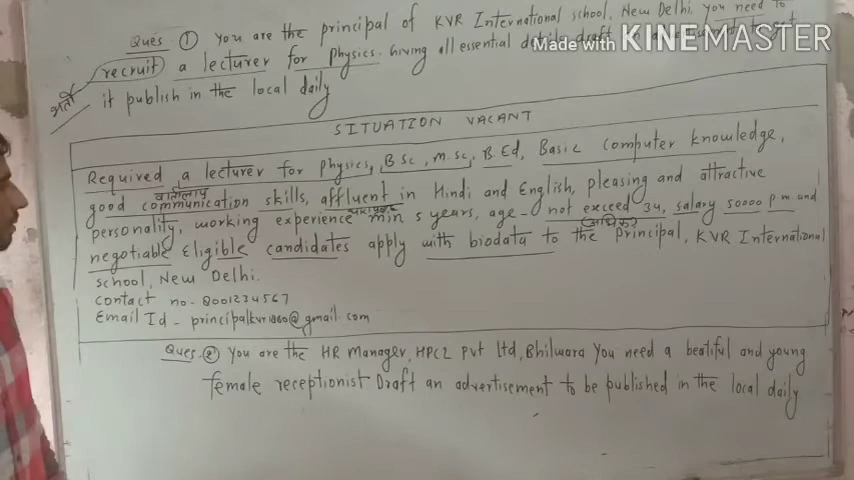 Ques ① You are the principal of KVR International school, New Delhi You need to
recruit a lecturer for Physics. Giving all essential details draft an
it publish in the local daily
भर्ती
Made with KINEMASTER
SITUATION VACANT
Required a lecturer for Physics, B Sc, M.Sc, B.Ed, Basic computer knowledge,
वार्तालाप
good communication skills, affluent in Hindi and English, pleasing and attractive
personality, working experience min 5 years, age - not exceed 34, salary 50000 p.m and
negotiable Eligible candidates apply with biodata to the Principal, KVR International
school, New Delhi.
contact no - 8001234567
Email Id - principalkvr1860@gmail.com
Ques ② You are the HR Manager, HPCL Pvt Ltd, Bhilwara You need a beatiful and young
female receptionist Draft an advertisement to be published in the local daily